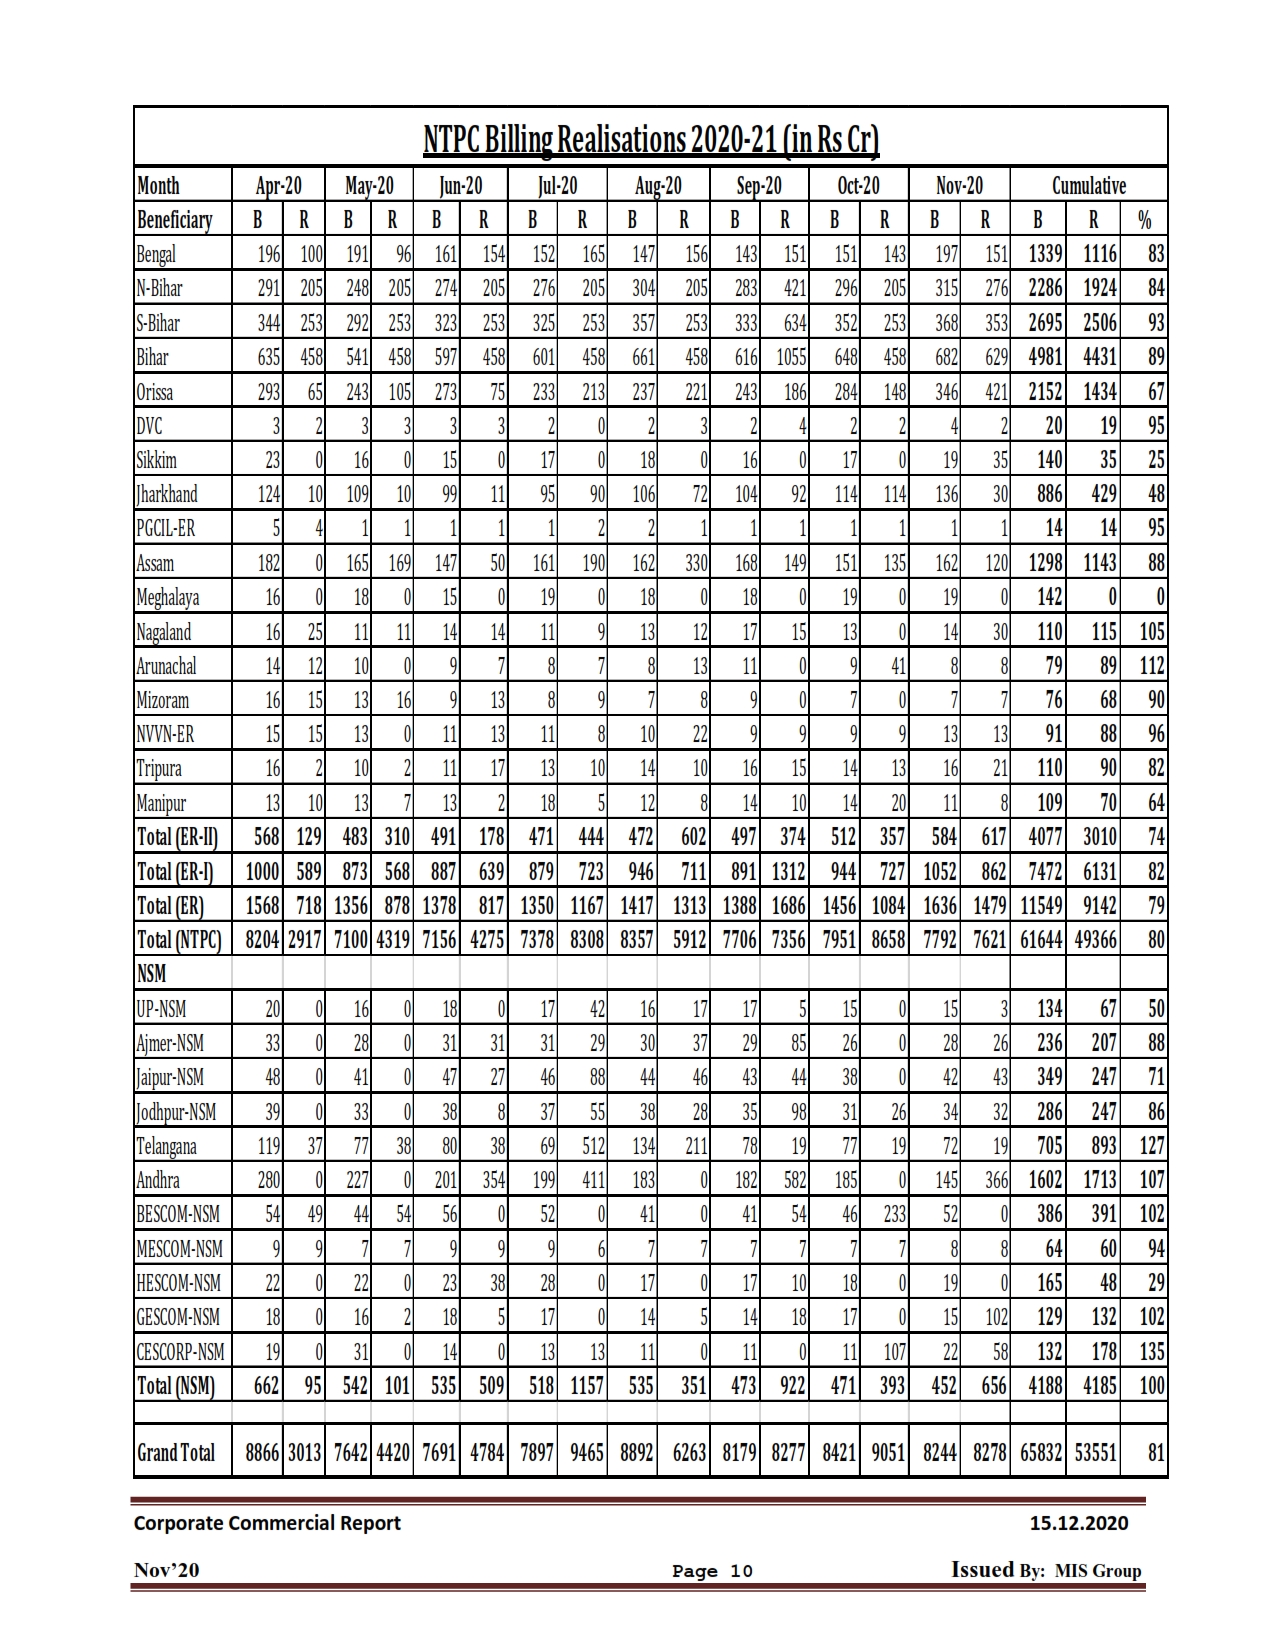 NTPC Billing Realisations 2020-21 (in Rs Cr)
Month Apr-20 May-20 Jun-20 Jul-20 Aug-20 Sep-20 Oct-20 Nov-20 Cumulative
Beneficiary B R B R B R B R B R B R B R B R B R %
Bengal 196 100 191 96 161 154 152 165 147 156 143 151 151 143 197 151 1339 1116 83
N-Bihar 291 205 248 205 274 205 276 205 304 205 283 421 296 205 315 276 2286 1924 84
S-Bihar 344 253 292 253 323 253 325 253 357 253 333 634 352 253 368 353 2695 2506 93
Bihar 635 458 541 458 597 458 601 458 661 458 616 1055 648 458 682 629 4981 4431 89
Orissa 293 65 243 105 273 75 233 213 237 221 243 186 284 148 346 421 2152 1434 67
DVC 3 2 3 3 3 3 2 0 2 3 2 4 2 2 4 2 20 19 95
Sikkim 23 0 16 0 15 0 17 0 18 0 16 0 17 0 19 35 140 35 25
Jharkhand 124 10 109 10 99 11 95 90 106 72 104 92 114 114 136 30 886 429 48
PGCIL-ER 5 4 1 1 1 1 1 2 2 1 1 1 1 1 1 1 14 14 95
Assam 182 0 165 169 147 50 161 190 162 330 168 149 151 135 162 120 1298 1143 88
Meghalaya 16 0 18 0 15 0 19 0 18 0 18 0 19 0 19 0 142 0 0
Nagaland 16 25 11 11 14 14 11 9 13 12 17 15 13 0 14 30 110 115 105
Arunachal 14 12 10 0 9 7 8 7 8 13 11 0 9 41 8 8 79 89 112
Mizoram 16 15 13 16 9 13 8 9 7 8 9 0 7 0 7 7 76 68 90
NVVN-ER 15 15 13 0 11 13 11 8 10 22 9 9 9 9 13 13 91 88 96
Tripura 16 2 10 2 11 17 13 10 14 10 16 15 14 13 16 21 110 90 82
Manipur 13 10 13 7 13 2 18 5 12 8 14 10 14 20 11 8 109 70 64
Total (ER-II) 568 129 483 310 491 178 471 444 472 602 497 374 512 357 584 617 4077 3010 74
Total (ER-I) 1000 589 873 568 887 639 879 723 946 711 891 1312 944 727 1052 862 7472 6131 82
Total (ER) 1568 718 1356 878 1378 817 1350 1167 1417 1313 1388 1686 1456 1084 1636 1479 11549 9142 79
Total (NTPC) 8204 2917 7100 4319 7156 4275 7378 8308 8357 5912 7706 7356 7951 8658 7792 7621 61644 49366 80
NSM
UP-NSM 20 0 16 0 18 0 17 42 16 17 17 5 15 0 15 3 134 67 50
Ajmer-NSM 33 0 28 0 31 31 31 29 30 37 29 85 26 0 28 26 236 207 88
Jaipur-NSM 48 0 41 0 47 27 46 88 44 46 43 44 38 0 42 43 349 247 71
Jodhpur-NSM 39 0 33 0 38 8 37 55 38 28 35 98 31 26 34 32 286 247 86
Telangana 119 37 77 38 80 38 69 512 134 211 78 19 77 19 72 19 705 893 127
Andhra 280 0 227 0 201 354 199 411 183 0 182 582 185 0 145 366 1602 1713 107
BESCOM-NSM 54 49 44 54 56 0 52 0 41 0 41 54 46 233 52 0 386 391 102
MESCOM-NSM 9 9 7 7 9 9 9 6 7 7 7 7 7 7 8 8 64 60 94
HESCOM-NSM 22 0 22 0 23 38 28 0 17 0 17 10 18 0 19 0 165 48 29
GESCOM-NSM 18 0 16 2 18 5 17 0 14 5 14 18 17 0 15 102 129 132 102
CESCORP-NSM 19 0 31 0 14 0 13 13 11 0 11 0 11 107 22 58 132 178 135
Total (NSM) 662 95 542 101 535 509 518 1157 535 351 473 922 471 393 452 656 4188 4185 100
Grand Total 8866 3013 7642 4420 7691 4784 7897 9465 8892 6263 8179 8277 8421 9051 8244 8278 65832 53551 81
Corporate Commercial Report 15.12.2020
Nov’20 Page 10 Issued By: MIS Group